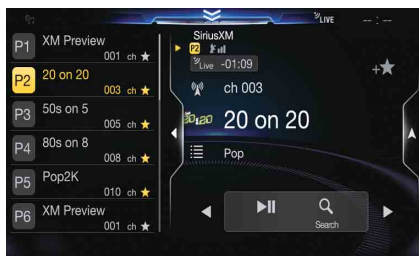 LIVE
-- : --
P1 XM Preview
001 ch
P2 20 on 20
003 ch
P3 50s on 5
005 ch
P4 80s on 8
008 ch
P5 Pop2K
010 ch
P6 XM Preview
001 ch
SiriusXM
P2
Live -01:09
ch 003
20on20 20 on 20
Pop
Search